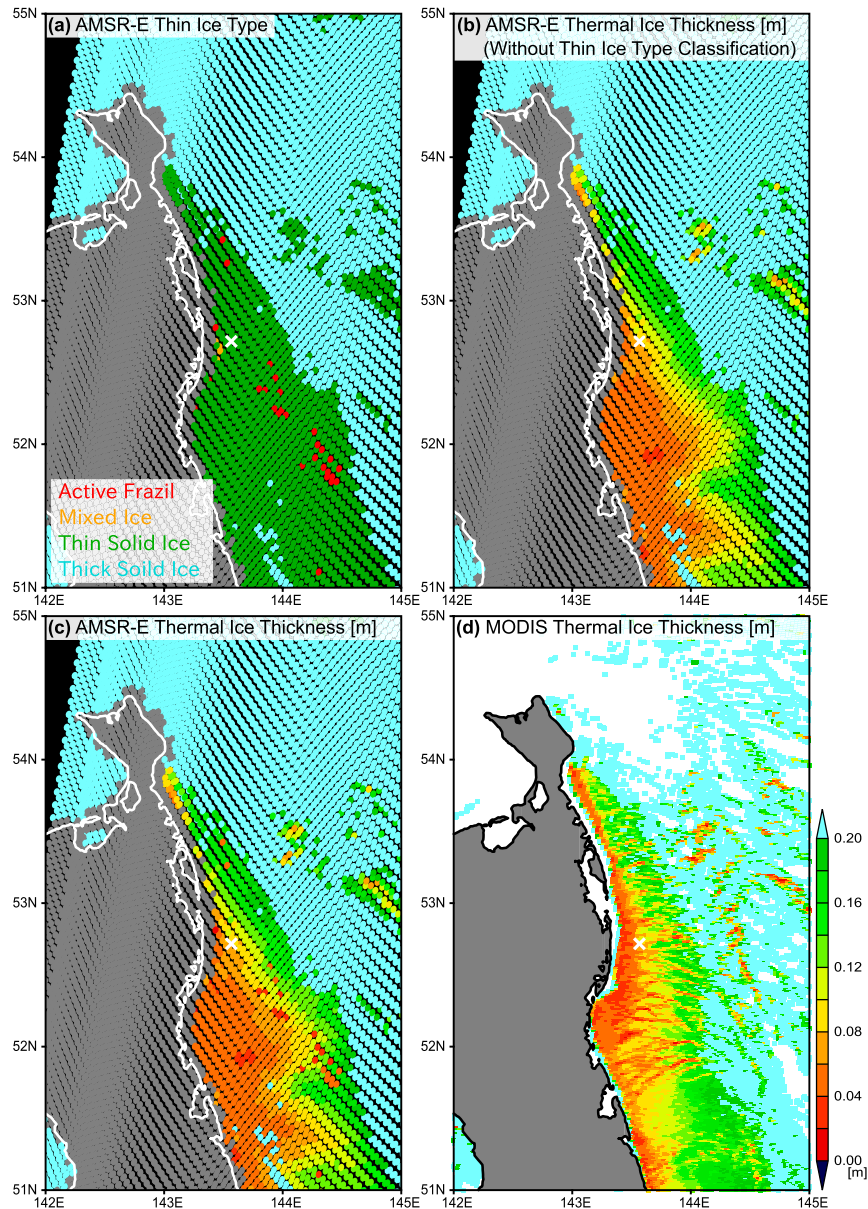 (a) AMSR-E Thin Ice Type
(b) AMSR-E Thermal Ice Thickness [m]
(Without Thin Ice Type Classification)
55N
54N
53N
52N
51N
Active Frazil
Mixed Ice
Thin Solid Ice
Thick Soild Ice
142E
143E
144E
145E
55N
54N
53N
52N
51N
142E
143E
144E
145E
(c) AMSR-E Thermal Ice Thickness [m]
(d) MODIS Thermal Ice Thickness [m]
55N
54N
53N
52N
51N
142E
143E
144E
145E
55N
54N
53N
52N
51N
142E
143E
144E
145E
0.20
0.16
0.12
0.08
0.04
0.00
[m]